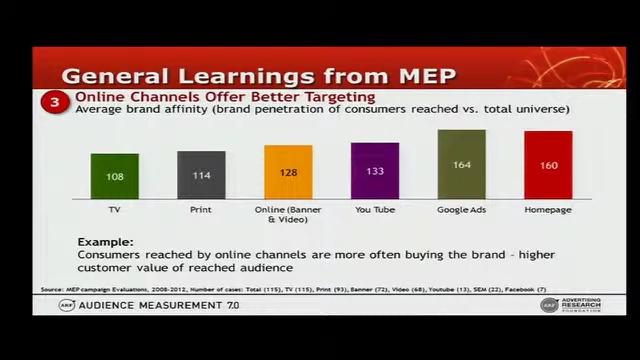 General Learnings from MEP
3 Online Channels Offer Better Targeting
Average brand affinity (brand penetration of consumers reached vs. total universe)
108 114 128 133 164 160
TV Print Online (Banner & Video) You Tube Google Ads Homepage
Example:
Consumers reached by online channels are more often buying the brand – higher
customer value of reached audience
Source: MEP campaign Evaluations, 2008-2012, Number of cases: Total (115), TV (115), Print (93), Banner (72), Video (68), Youtube (13), SEM (22), Facebook (7)
ARF AUDIENCE MEASUREMENT 7.0
ARF ADVERTISING
RESEARCH
FOUNDATION